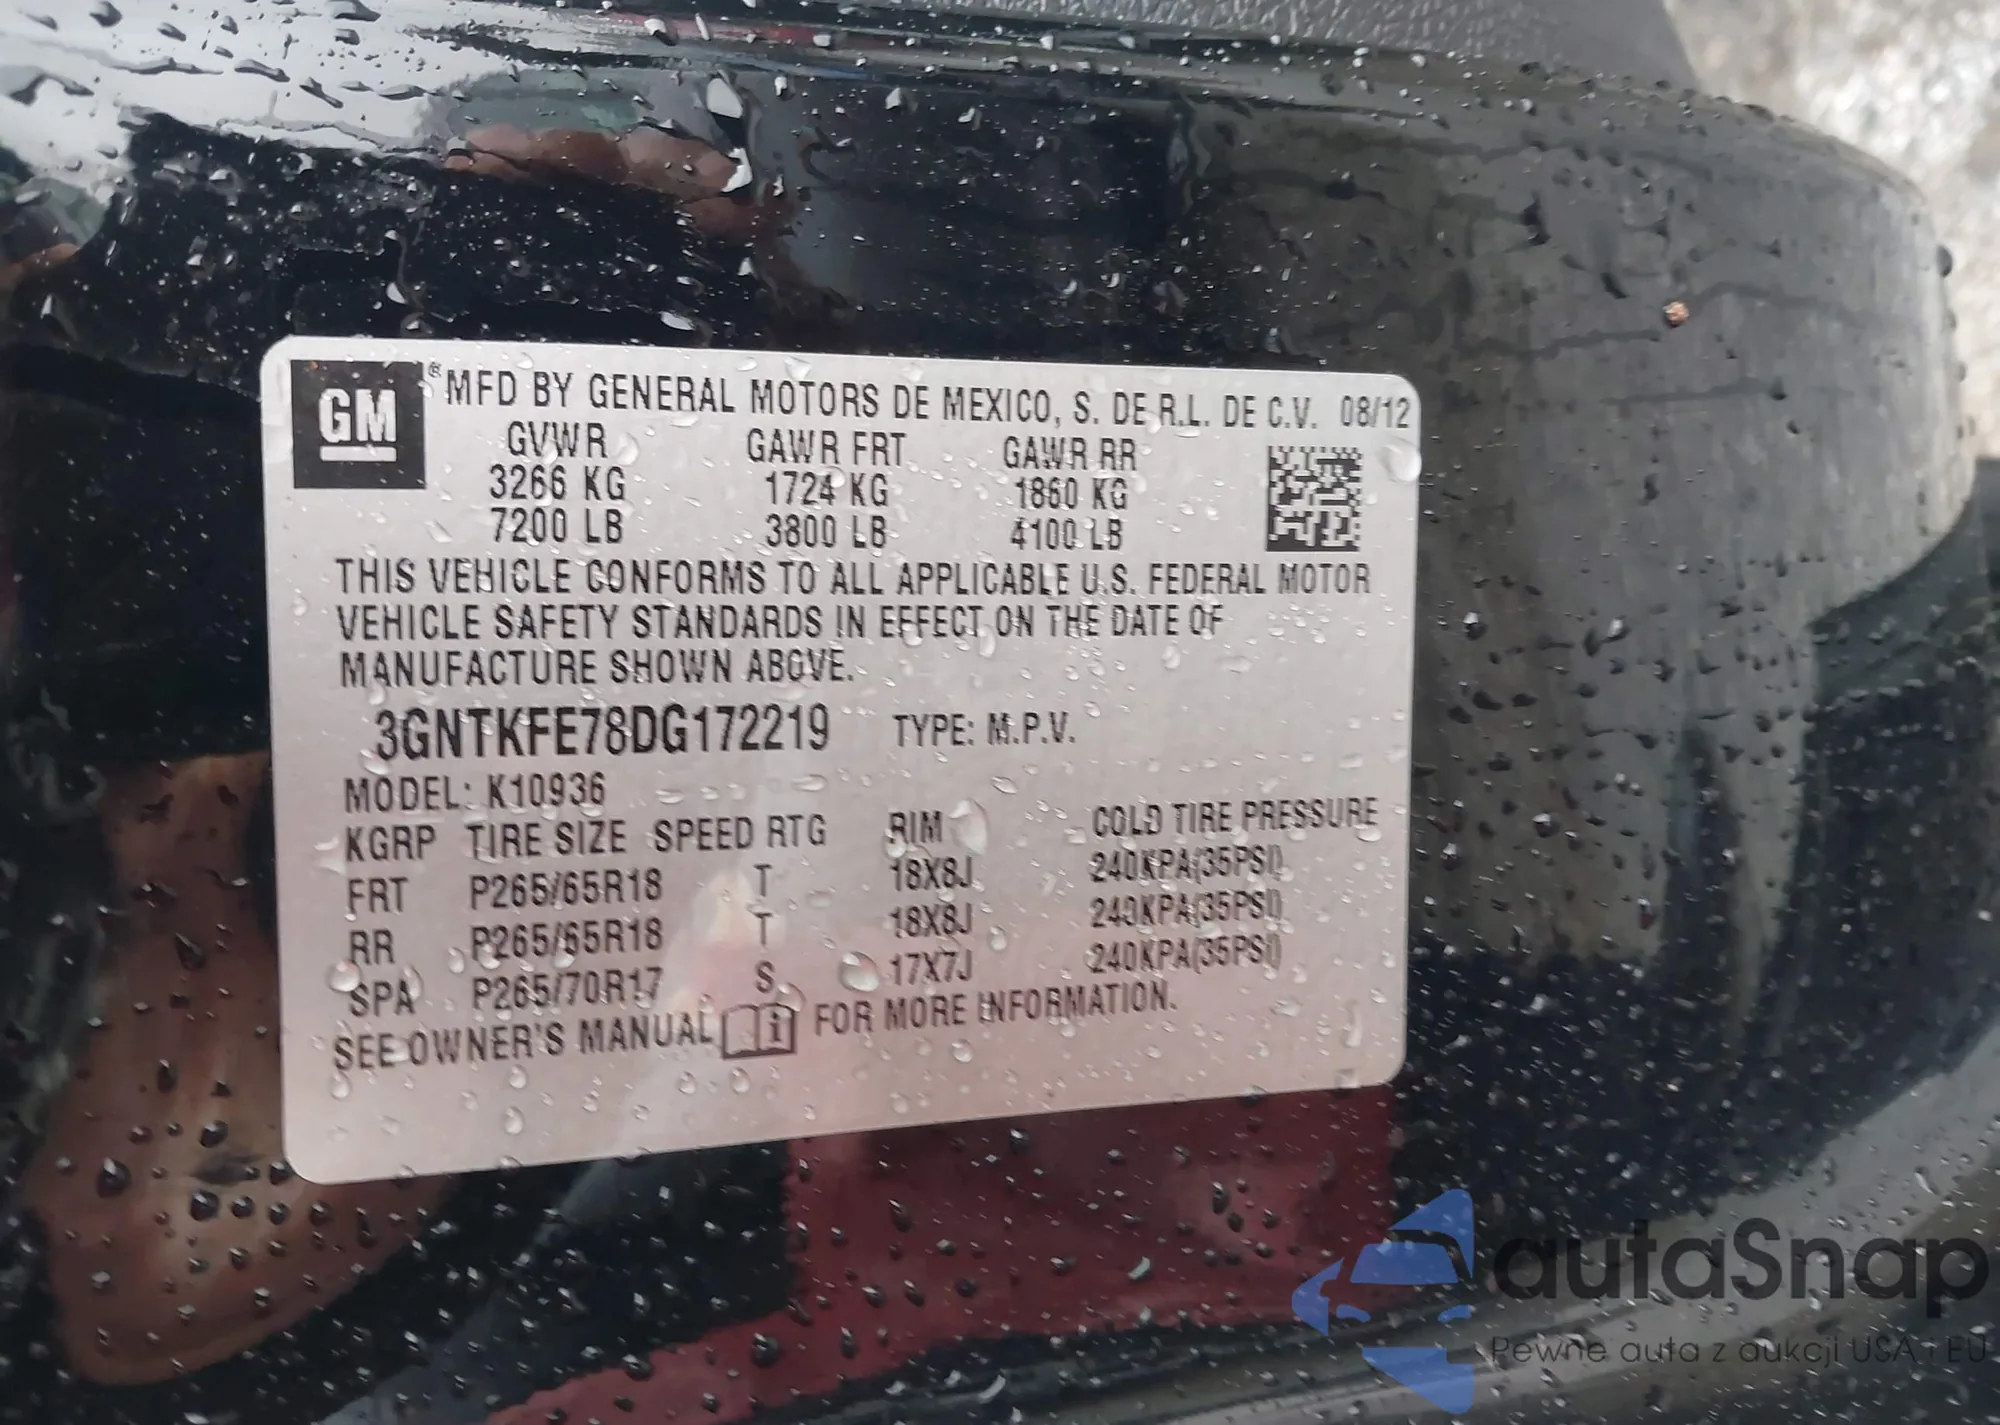 GM ® MFD BY GENERAL MOTORS DE MEXICO, S. DE R.L. DE C.V. 08/12
GVWR GAWR FRT GAWR RR
3266 KG 1724 KG 1860 KG
7200 LB 3800 LB 4100 LB
THIS VEHICLE CONFORMS TO ALL APPLICABLE U.S. FEDERAL MOTOR
VEHICLE SAFETY STANDARDS IN EFFECT ON THE DATE OF
MANUFACTURE SHOWN ABOVE.
3GNTKFE78DG172219 TYPE: M.P.V.
MODEL: K10936
KGRP TIRE SIZE SPEED RTG RIM COLD TIRE PRESSURE
FRT P265/65R18 T 18X8J 240KPA(35PSI)
RR P265/65R18 T 18X8J 240KPA(35PSI)
SPA P265/70R17 S 17X7J 240KPA(35PSI)
SEE OWNER'S MANUAL i FOR MORE INFORMATION.
autaSnap
Pewne auta z aukcji USA i EU